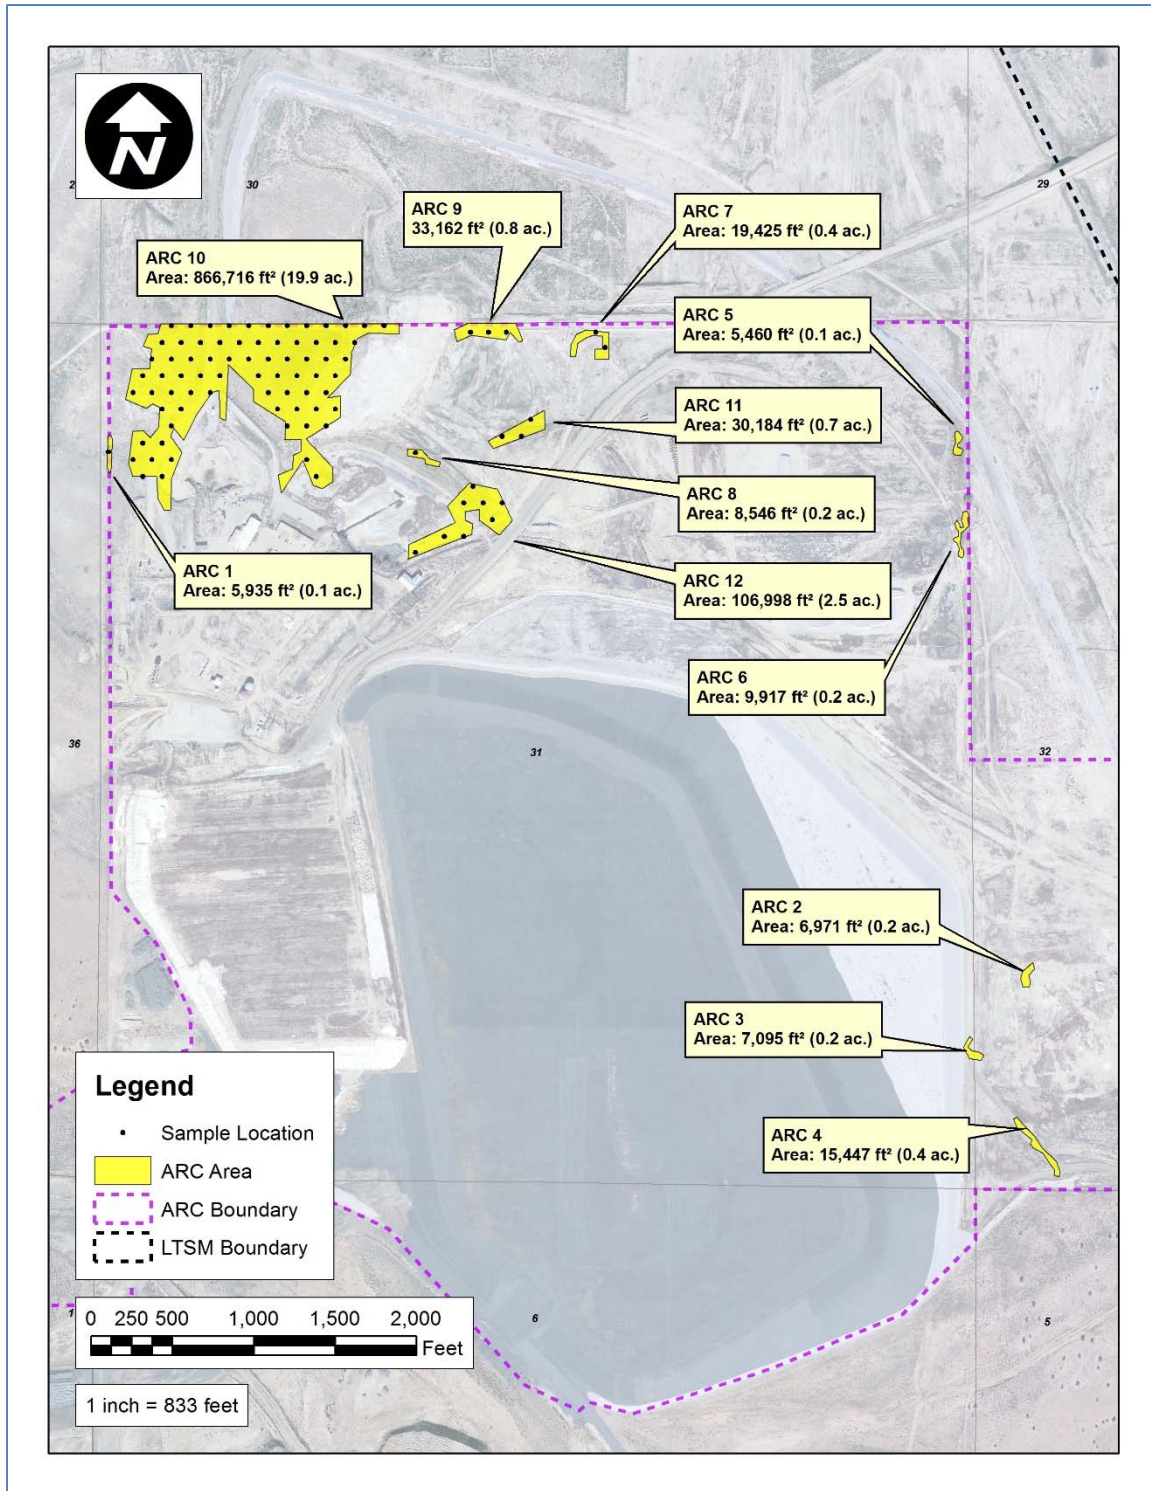 N
30
29
ARC 9
33,162 ft² (0.8 ac.)
ARC 7
Area: 19,425 ft² (0.4 ac.)
ARC 10
Area: 866,716 ft² (19.9 ac.)
ARC 5
Area: 5,460 ft² (0.1 ac.)
ARC 11
Area: 30,184 ft² (0.7 ac.)
ARC 8
Area: 8,546 ft² (0.2 ac.)
ARC 1
Area: 5,935 ft² (0.1 ac.)
ARC 12
Area: 106,998 ft² (2.5 ac.)
ARC 6
Area: 9,917 ft² (0.2 ac.)
36
31
32
ARC 2
Area: 6,971 ft² (0.2 ac.)
ARC 3
Area: 7,095 ft² (0.2 ac.)
ARC 4
Area: 15,447 ft² (0.4 ac.)
Legend
Sample Location
ARC Area
ARC Boundary
LTSM Boundary
1
6
5
0 250 500 1,000 1,500 2,000
Feet
1 inch = 833 feet